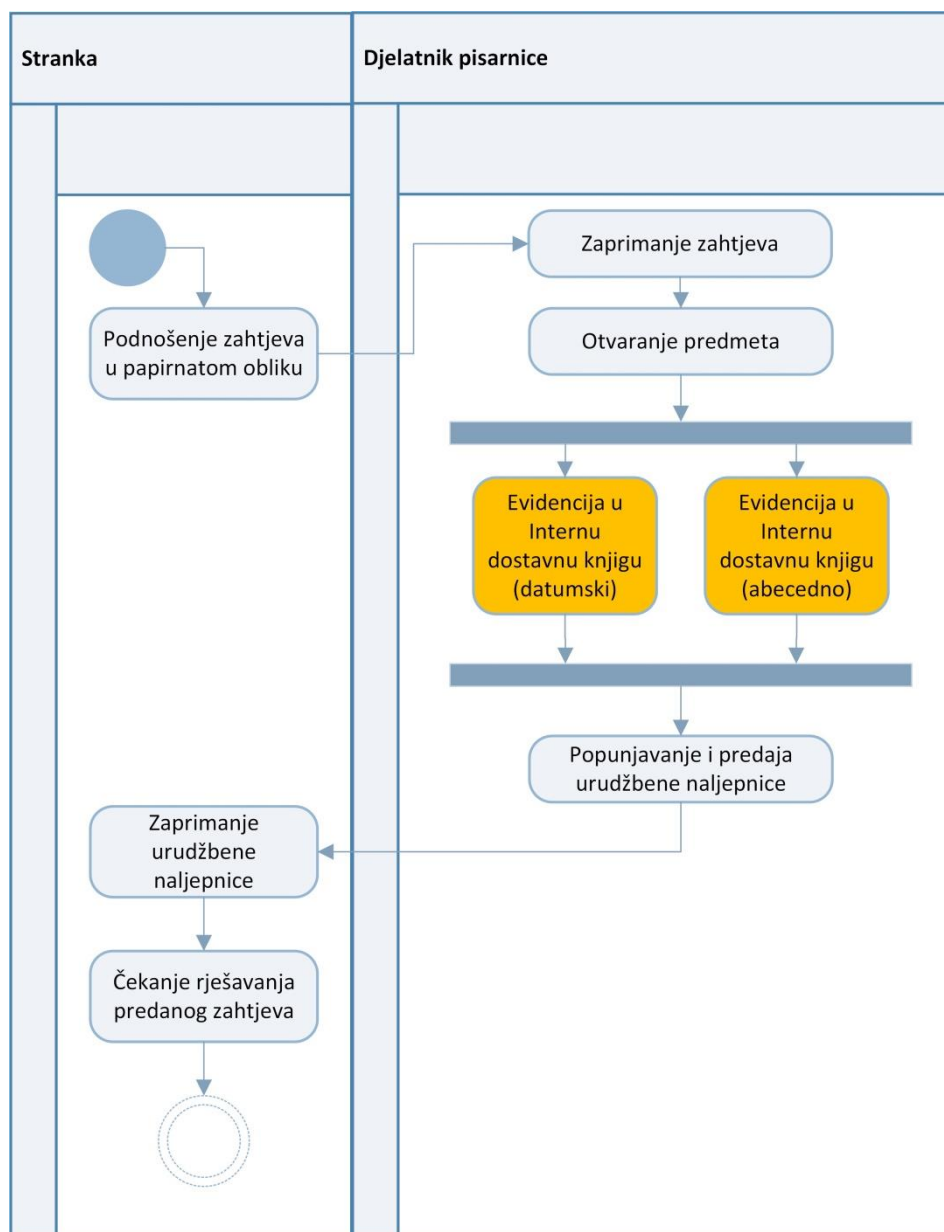 Stranka
Djelatnik pisarnice
Zaprimanje zahtjeva
Podnošenje zahtjeva
u papirnatom obliku
Otvaranje predmeta
Evidencija u
Internu
dostavnu knjigu
(datumski)
Evidencija u
Internu
dostavnu knjigu
(abecedno)
Popunjavanje i predaja
urudžbene naljepnice
Zaprimanje
urudžbene
naljepnice
Čekanje rješavanja
predanog zahtjeva